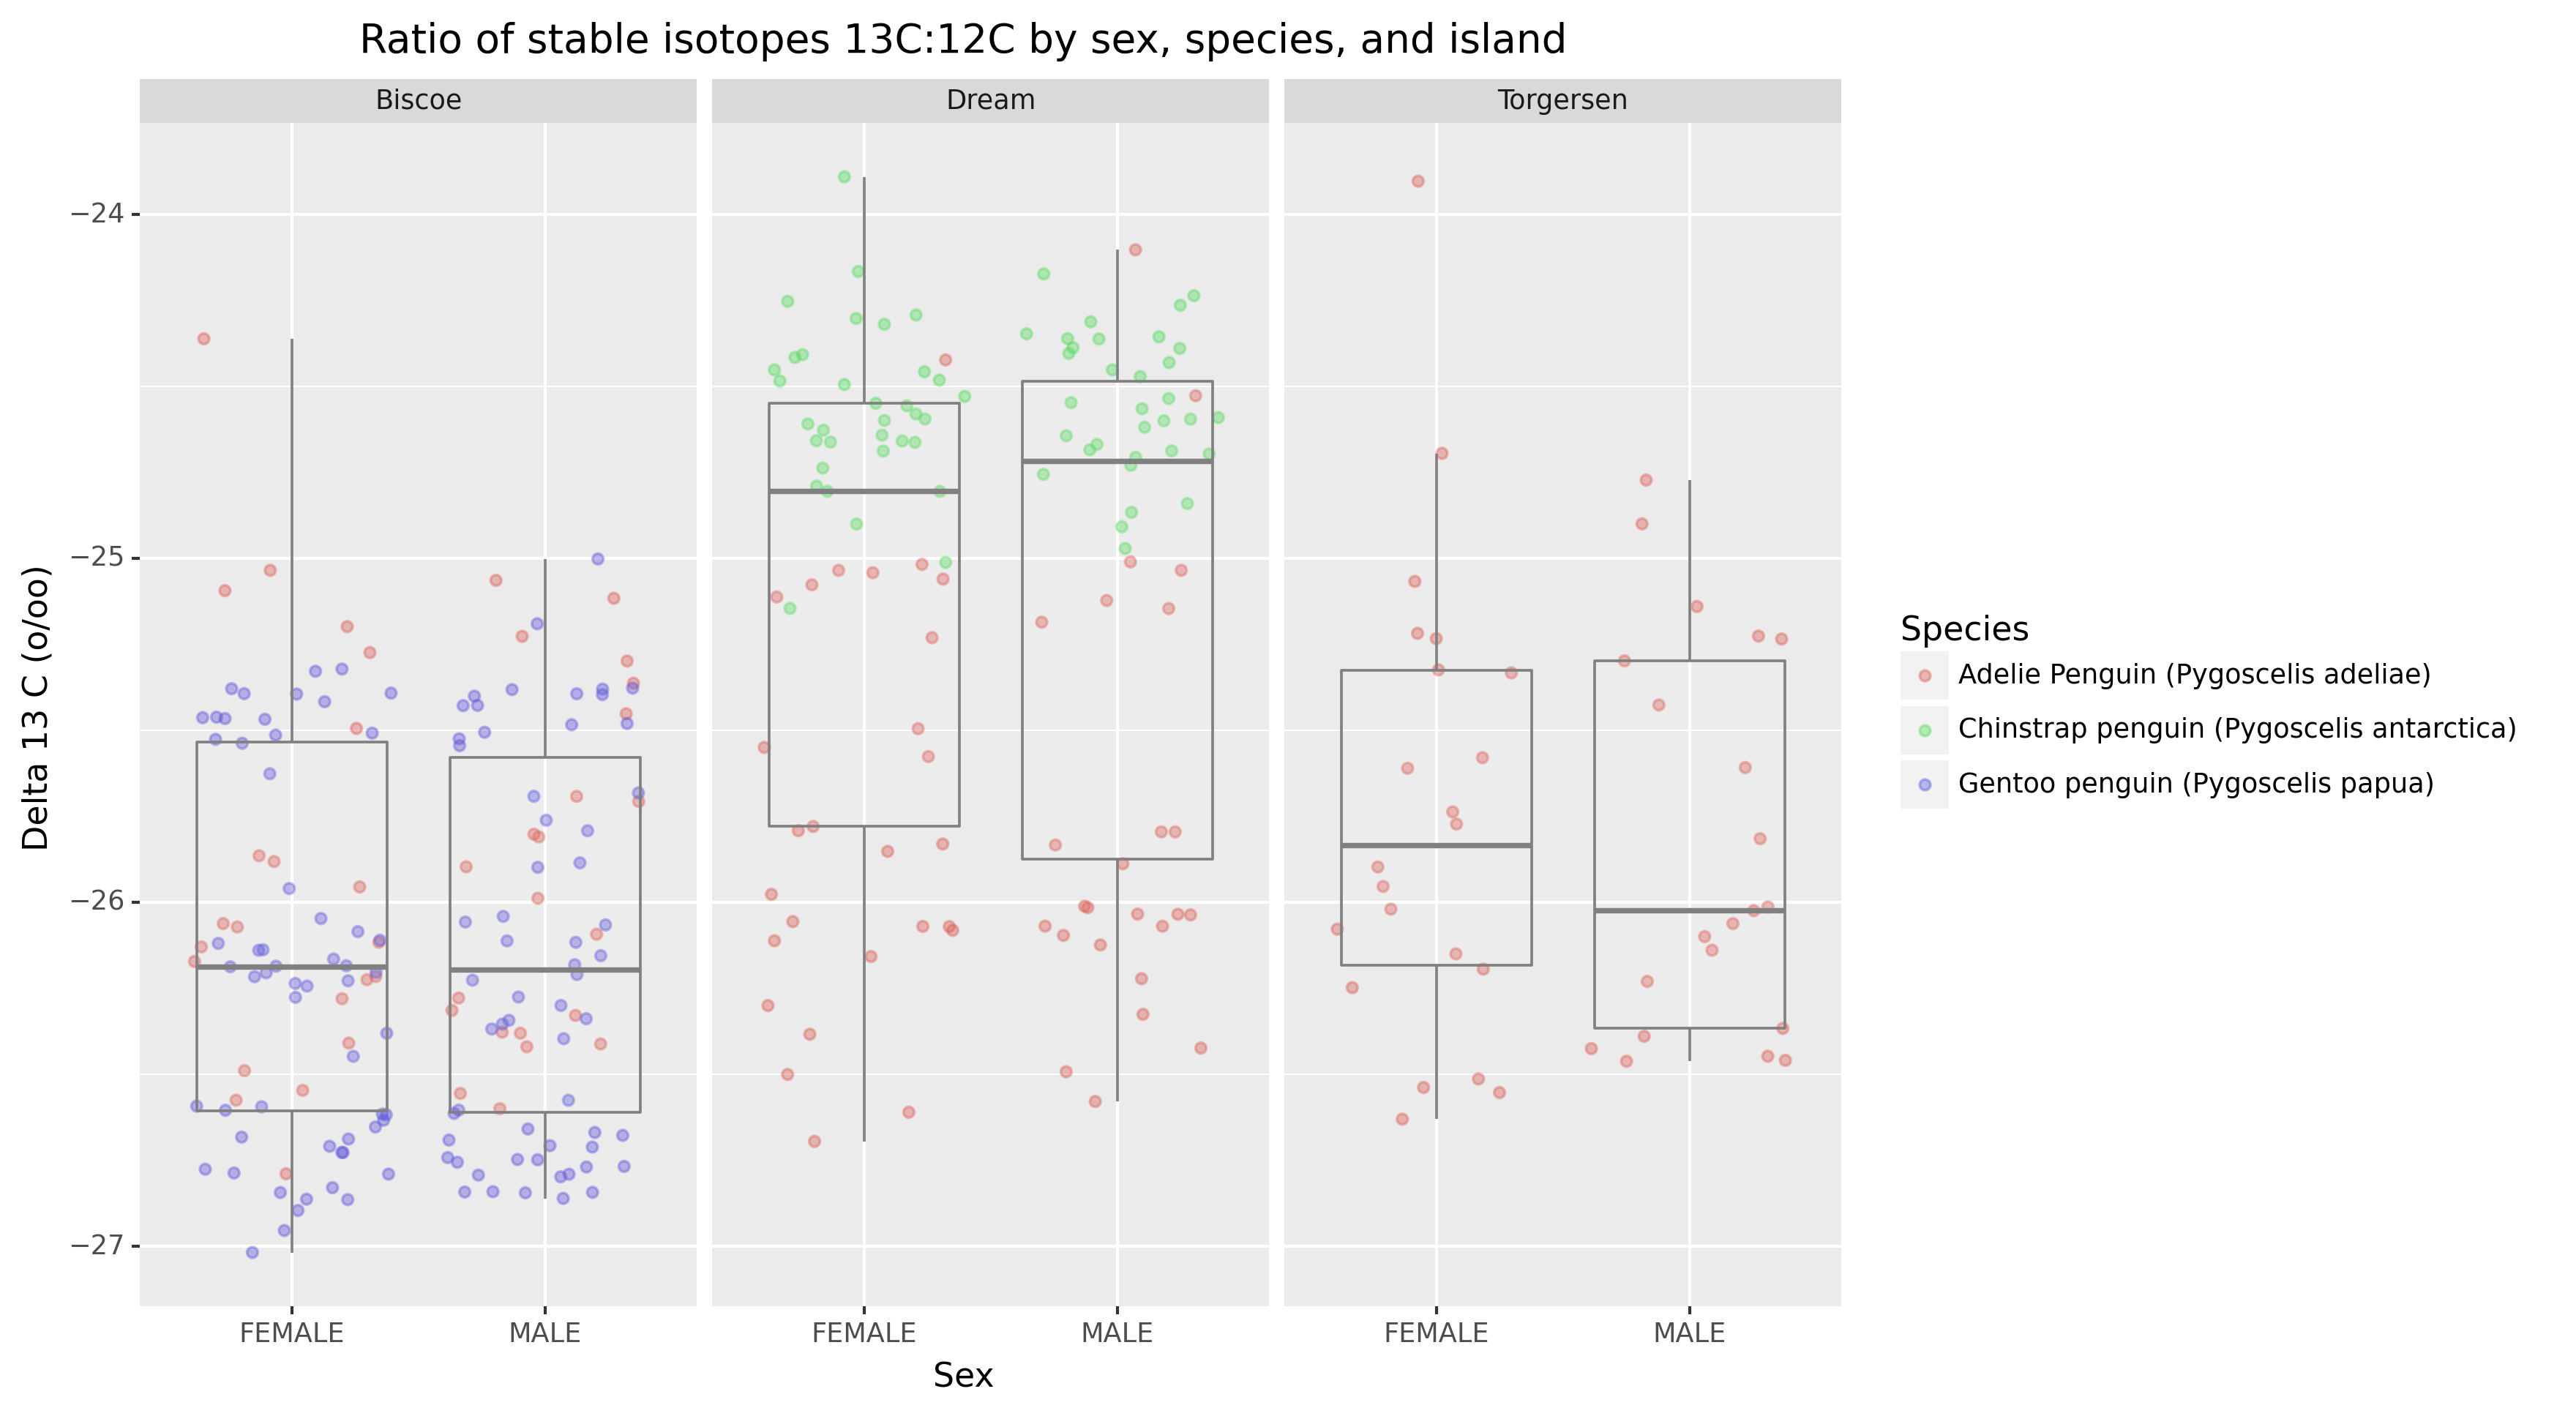 Ratio of stable isotopes 13C:12C by sex, species, and island
Biscoe
Dream
Torgersen
−24
−25
−26
−27
Delta 13 C (o/oo)
FEMALE
MALE
FEMALE
MALE
FEMALE
MALE
Sex
Species
Adelie Penguin (Pygoscelis adeliae)
Chinstrap penguin (Pygoscelis antarctica)
Gentoo penguin (Pygoscelis papua)